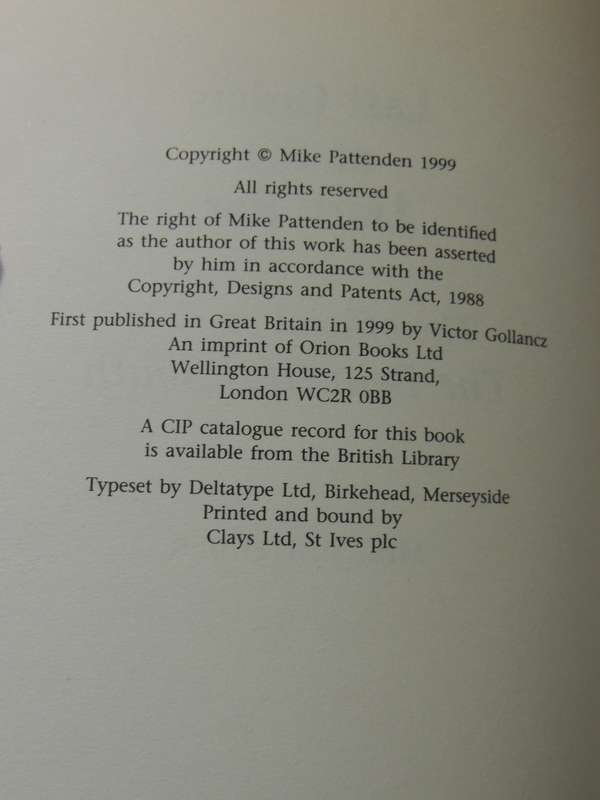 Copyright © Mike Pattenden 1999
All rights reserved
The right of Mike Pattenden to be identified
as the author of this work has been asserted
by him in accordance with the
Copyright, Designs and Patents Act, 1988
First published in Great Britain in 1999 by Victor Gollancz
An imprint of Orion Books Ltd
Wellington House, 125 Strand,
London WC2R 0BB
A CIP catalogue record for this book
is available from the British Library
Typeset by Deltatype Ltd, Birkehead, Merseyside
Printed and bound by
Clays Ltd, St Ives plc